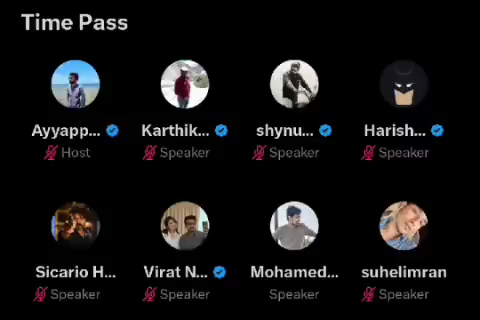 Time Pass
Ayyapp... Karthik... shynu... Harish...
Host Speaker Speaker Speaker
Sicario H... Virat N... Mohamed... suhelimran
Speaker Speaker Speaker Speaker